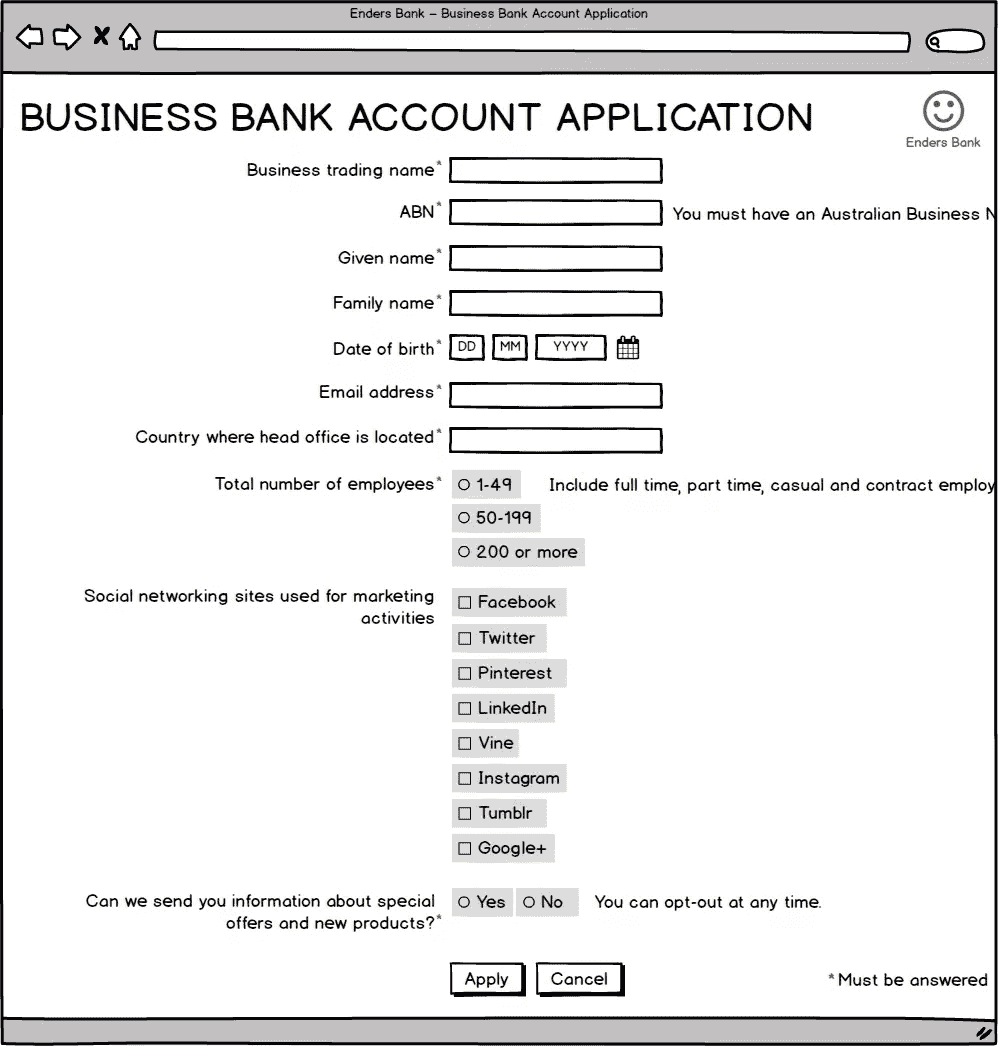 Enders Bank – Business Bank Account Application
BUSINESS BANK ACCOUNT APPLICATION
Enders Bank
Business trading name*
ABN* You must have an Australian Business N
Given name*
Family name*
Date of birth* DD MM YYYY
Email address*
Country where head office is located*
Total number of employees* 1-49 Include full time, part time, casual and contract employ
50-199
200 or more
Social networking sites used for marketing
activities
Facebook
Twitter
Pinterest
LinkedIn
Vine
Instagram
Tumblr
Google+
Can we send you information about special
offers and new products?*
Yes No You can opt-out at any time.
Apply Cancel *Must be answered